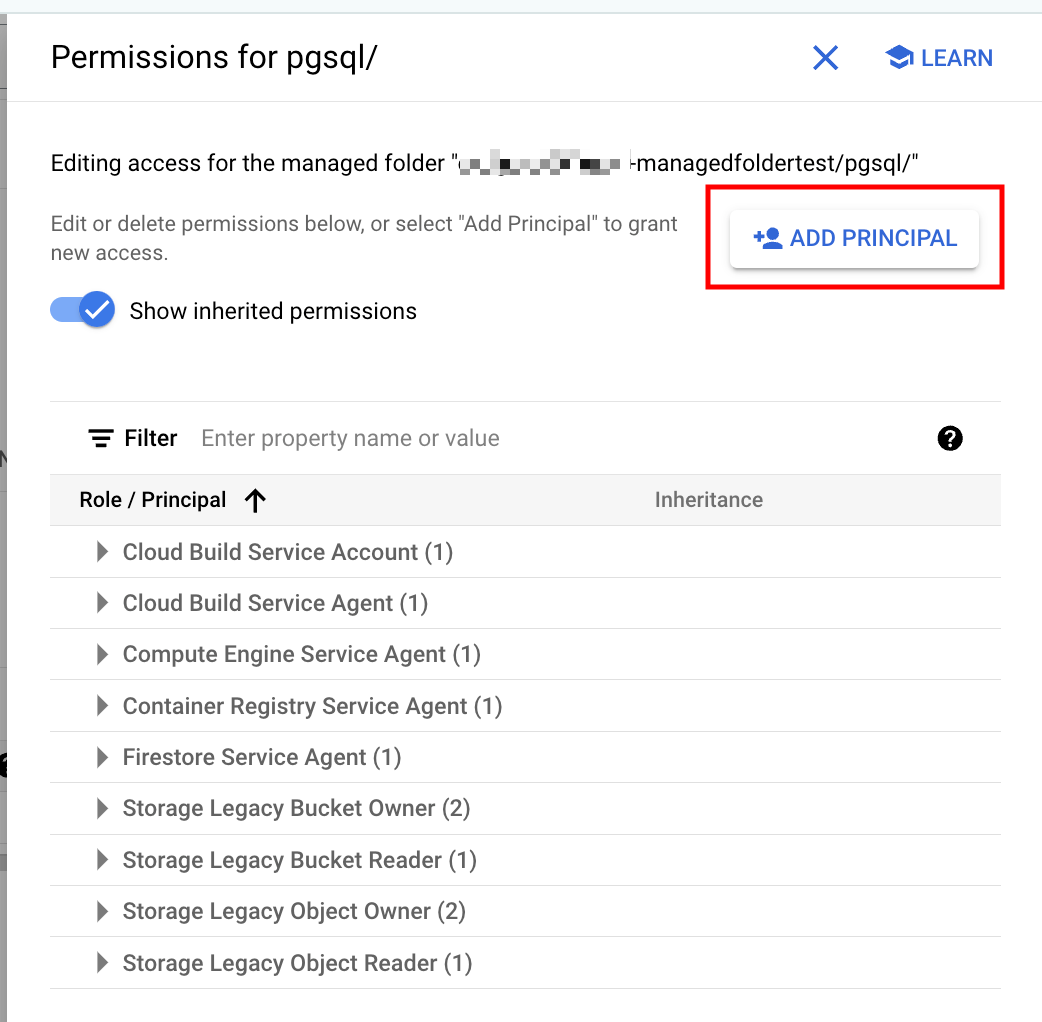 Permissions for pgsql/
LEARN
Editing access for the managed folder "-managedfoldertest/pgsql/"
Edit or delete permissions below, or select "Add Principal" to grant
new access.
ADD PRINCIPAL
Show inherited permissions
Filter Enter property name or value
Role / Principal Inheritance
Cloud Build Service Account (1)
Cloud Build Service Agent (1)
Compute Engine Service Agent (1)
Container Registry Service Agent (1)
Firestore Service Agent (1)
Storage Legacy Bucket Owner (2)
Storage Legacy Bucket Reader (1)
Storage Legacy Object Owner (2)
Storage Legacy Object Reader (1)